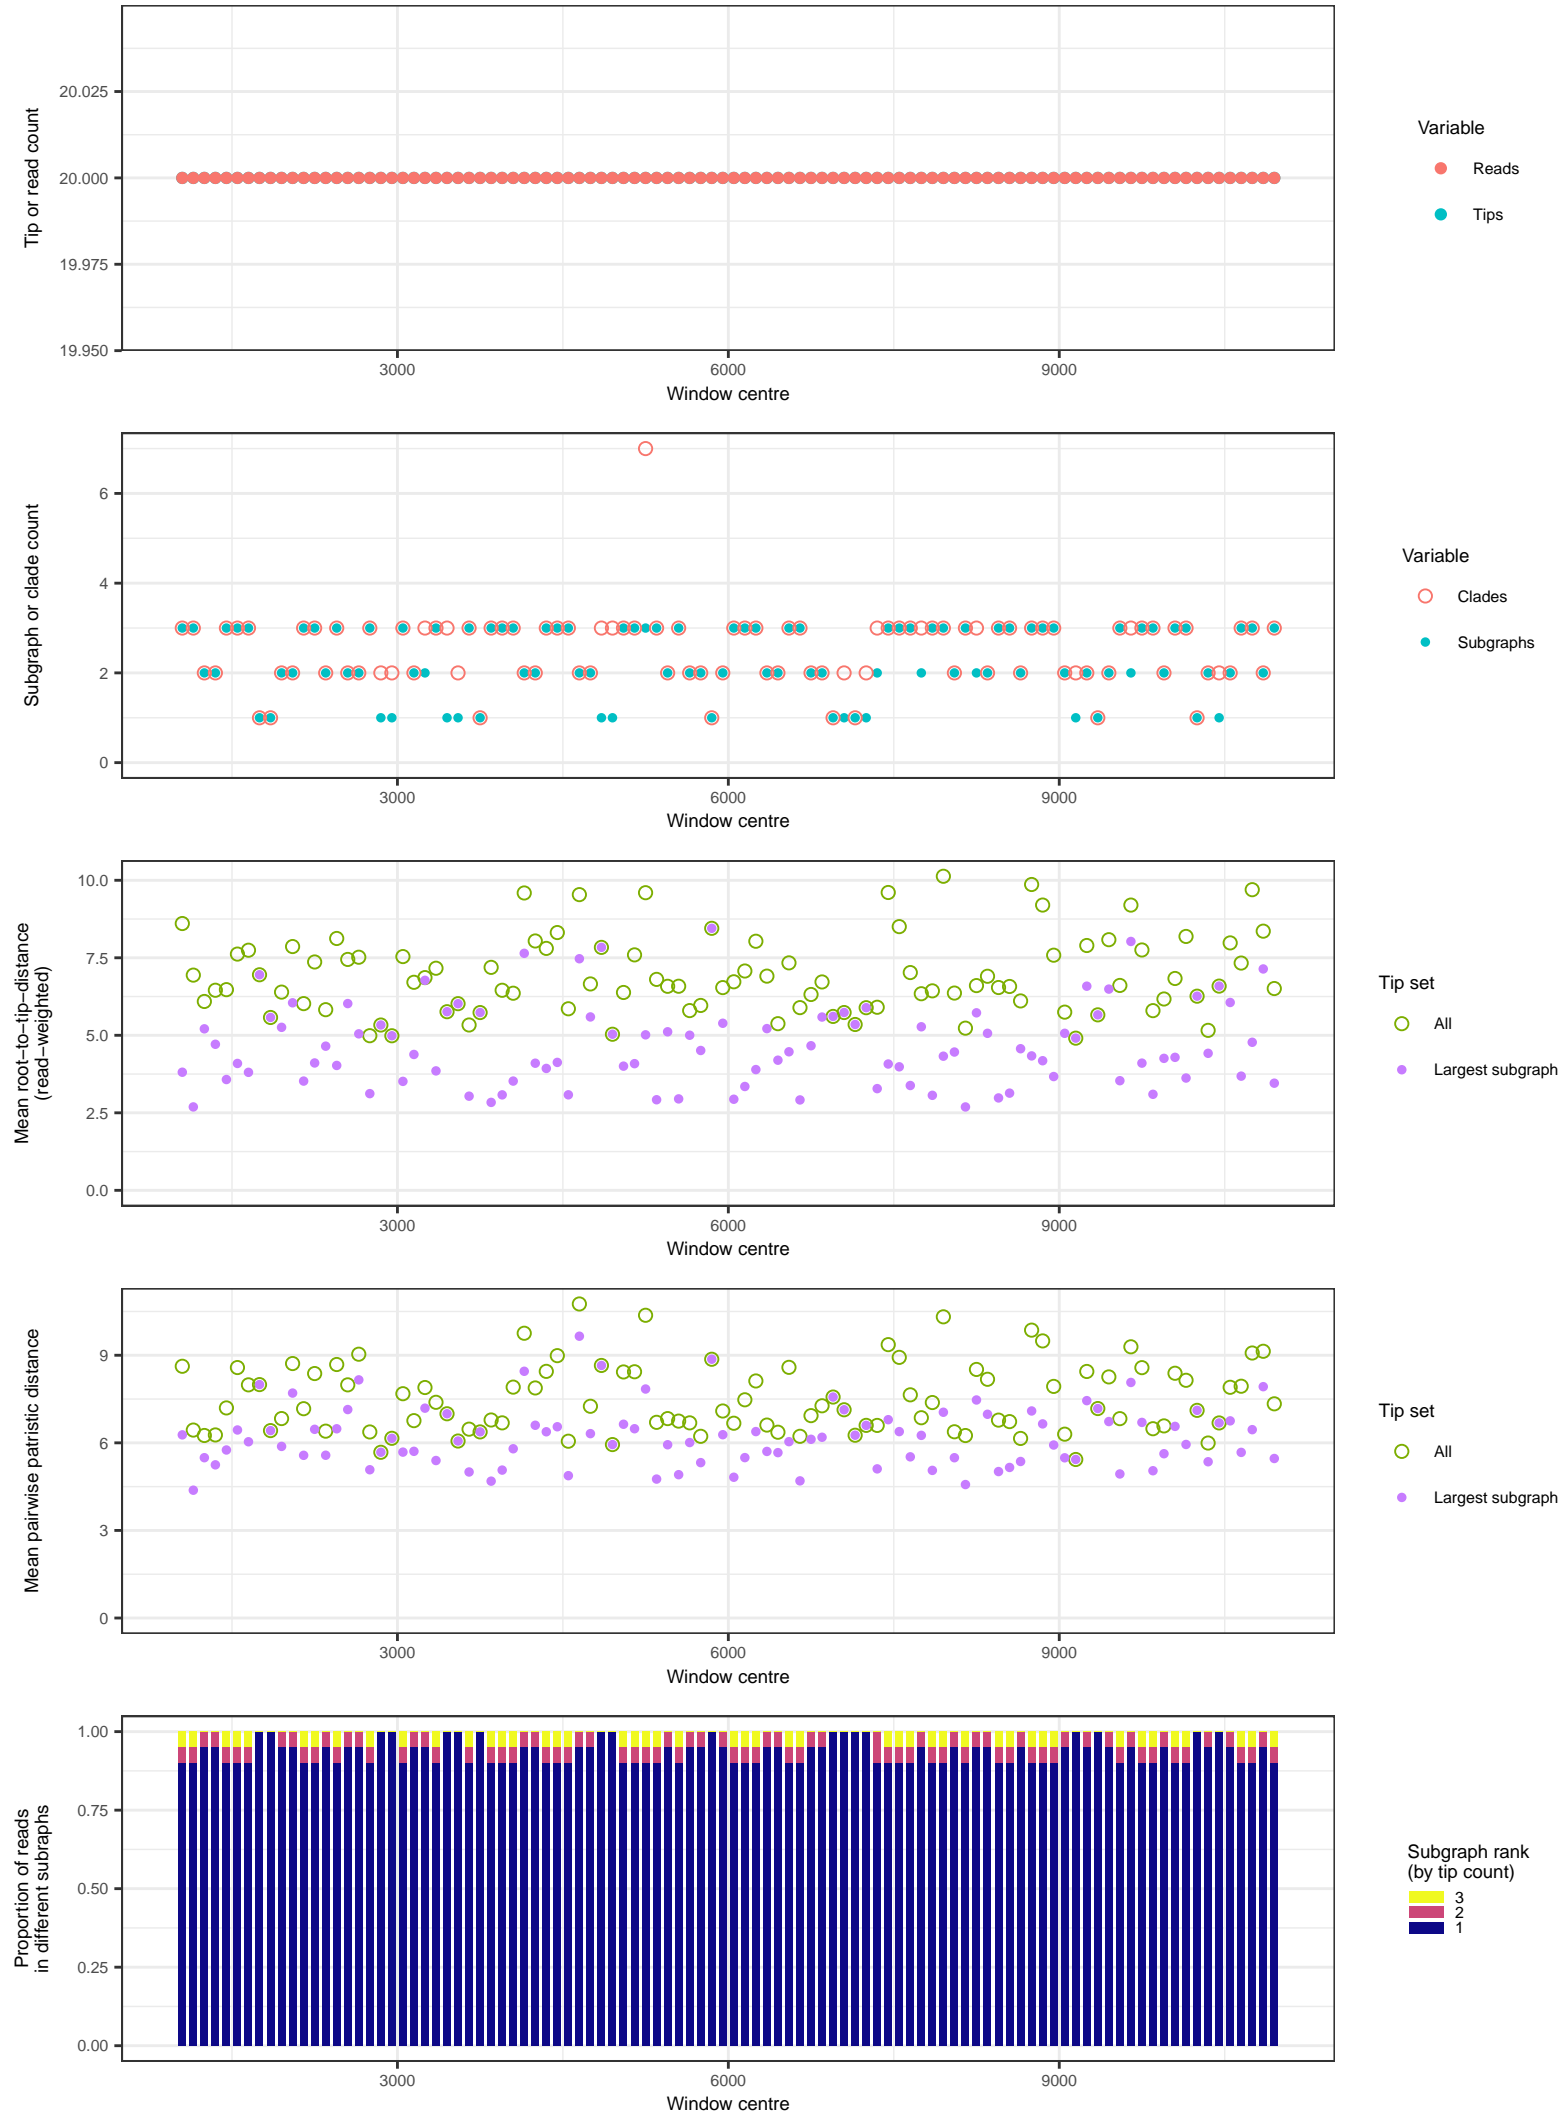 20.025
20.000
19.975
19.950
Tip or read count
3000
6000
9000
Window centre
Variable
Reads
Tips
6
4
2
0
Subgraph or clade count
3000
6000
9000
Window centre
Variable
Clades
Subgraphs
10.0
7.5
5.0
2.5
0.0
Mean root−to−tip−distance
(read−weighted)
3000
6000
9000
Window centre
Tip set
All
Largest subgraph
9
6
3
0
Mean pairwise patristic distance
3000
6000
9000
Window centre
Tip set
All
Largest subgraph
1.00
0.75
0.50
0.25
0.00
Proportion of reads
in different subraphs
3000
6000
9000
Window centre
Subgraph rank
(by tip count)
3
2
1